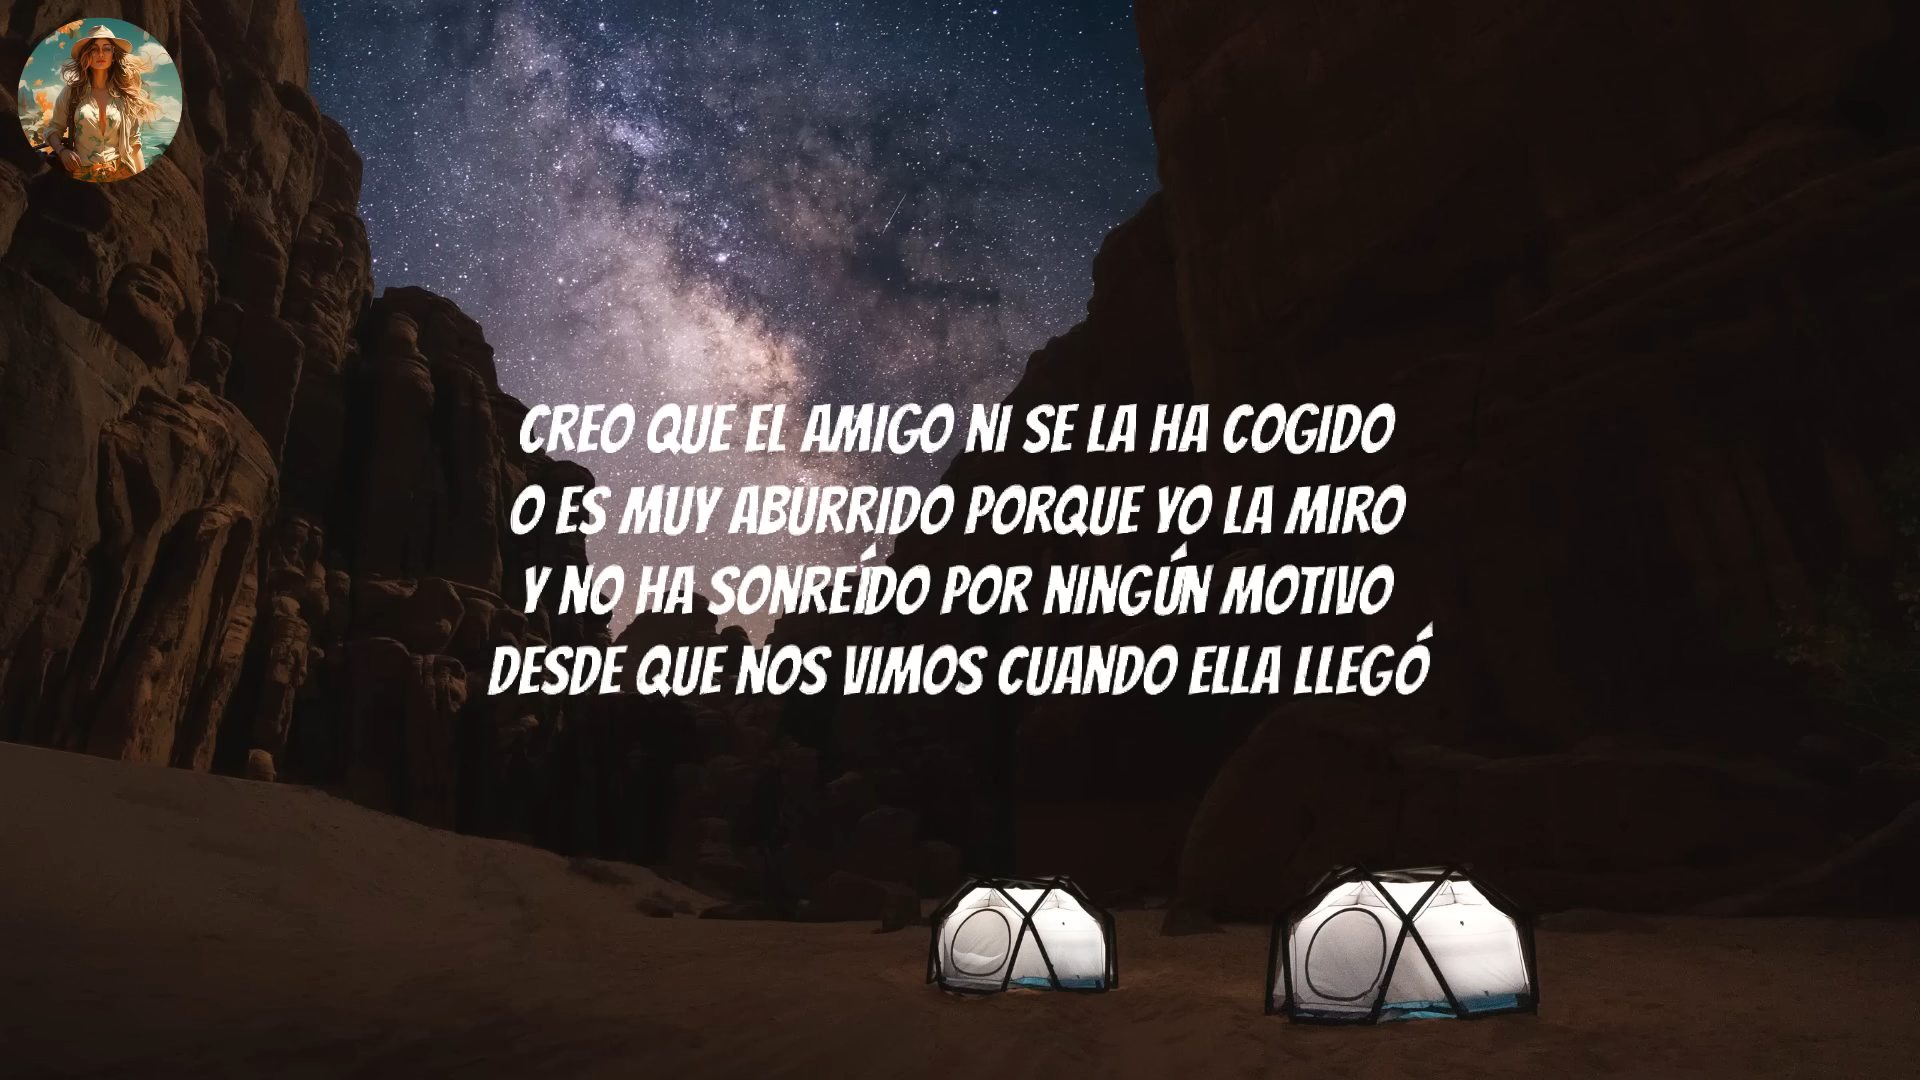 CREO QUE EL AMIGO NI SE LA HA COGIDO
O ES MUY ABURRIDO PORQUE YO LA MIRO
Y NO HA SONREÍDO POR NINGÚN MOTIVO
DESDE QUE NOS VIMOS CUANDO ELLA LLEGÓ